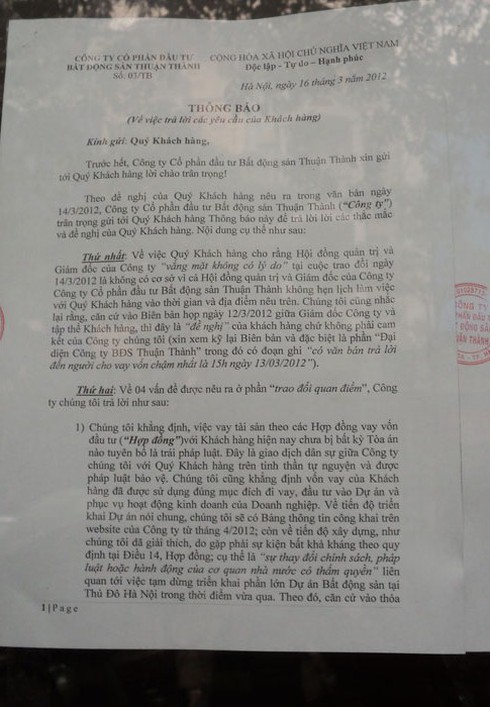 CÔNG TY CỔ PHẦN ĐẦU TƯ
BẤT ĐỘNG SẢN THUẬN THÀNH
Số: 03/TB
CỘNG HÒA XÃ HỘI CHỦ NGHĨA VIỆT NAM
Độc lập - Tự do – Hạnh phúc
Hà Nội, ngày 16 tháng 3 năm 2012
THÔNG BÁO
(Về việc trả lời các yêu cầu của Khách hàng)
Kính gửi: Quý Khách hàng,
Trước hết, Công ty Cổ phần đầu tư Bất động sản Thuận Thành xin gửi
tới Quý Khách hàng lời chào trân trọng!
Theo đề nghị của Quý Khách hàng nêu ra trong văn bản ngày
14/3/2012, Công ty Cổ phần đầu tư Bất động sản Thuận Thành (“Công ty”)
trân trọng gửi tới Quý Khách hàng Thông báo này để trả lời lời các thắc mắc
và đề nghị của Quý Khách hàng. Nội dung cụ thể như sau:
Thứ nhất: Về việc Quý Khách hàng cho rằng Hội đồng quản trị và
Giám đốc của Công ty “vắng mặt không có lý do” tại cuộc trao đổi ngày
14/3/2012 là không có cơ sở vì cả Hội đồng quản trị và Giám đốc của Công ty
Công ty Cổ phần đầu tư Bất động sản Thuận Thành không hẹn lịch làm việc
với Quý Khách hàng vào thời gian và địa điểm nêu trên. Chúng tôi cũng nhắc
lại rằng, căn cứ vào Biên bản họp ngày 12/3/2012 giữa Giám đốc Công ty và
tập thể Khách hàng, thì đây là “đề nghị” của khách hàng chứ không phải cam
kết của Công ty chúng tôi (xin xem kỹ lại Biên bản và đặc biệt là phần “Đại
diện Công ty BĐS Thuận Thành” trong đó có đoạn ghi “có văn bản trả lời
đến người cho vay vốn chậm nhất là 15h ngày 13/03/2012”).
Thứ hai: Về 04 vấn đề được nêu ra ở phần “trao đổi quan điểm”, Công
ty chúng tôi trả lời như sau:
1) Chúng tôi khẳng định, việc vay tài sản theo các Hợp đồng vay vốn
đầu tư (“Hợp đồng”)với Khách hàng hiện nay chưa bị bất kỳ Tòa án
nào tuyên bố là trái pháp luật. Đây là giao dịch dân sự giữa Công ty
chúng tôi với Quý Khách hàng trên tinh thần tự nguyện và được
pháp luật bảo vệ. Chúng tôi cũng khẳng định vốn vay của Khách
hàng đã được sử dụng đúng mục đích đi vay, đầu tư vào Dự án và
phục vụ hoạt động kinh doanh của Doanh nghiệp. Về tiến độ triển
khai Dự án nói chung, chúng tôi sẽ có Bảng thông tin công khai trên
website của Công ty từ tháng 4/2012; còn về tiến độ xây dựng, như
chúng tôi đã giải thích, do gặp phải sự kiện bất khả kháng theo quy
định tại Điều 14, Hợp đồng; cụ thể là “sự thay đổi chính sách, pháp
luật hoặc hành động của cơ quan nhà nước có thẩm quyền” liên
quan tới việc tạm dừng triển khai phần lớn Dự án Bất động sản tại
Thủ Đô Hà Nội trong thời điểm vừa qua. Theo đó, căn cứ vào thỏa
1 | Page
CÔNG TY